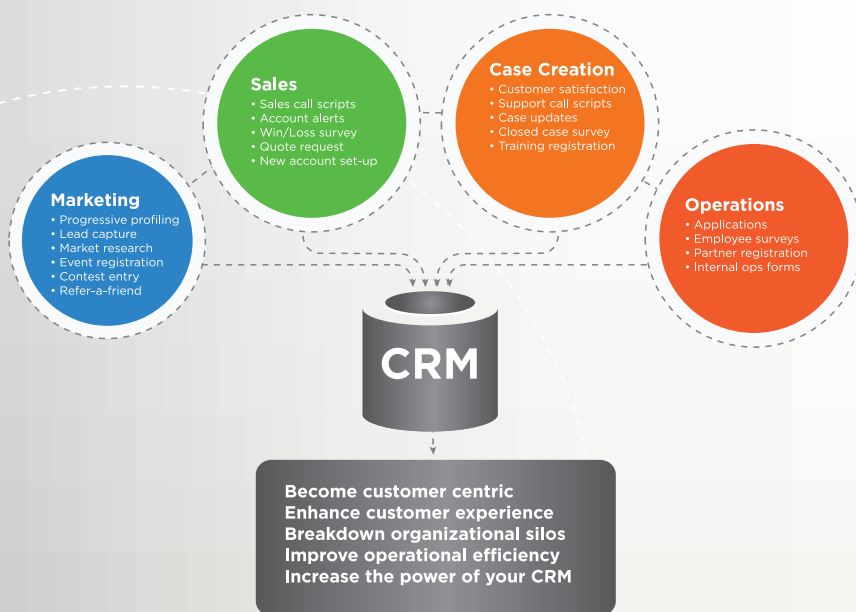 Marketing
• Progressive profiling
• Lead capture
• Market research
• Event registration
• Contest entry
• Refer-a-friend
Sales
• Sales call scripts
• Account alerts
• Win/Loss survey
• Quote request
• New account set-up
Case Creation
• Customer satisfaction
• Support call scripts
• Case updates
• Closed case survey
• Training registration
Operations
• Applications
• Employee surveys
• Partner registration
• Internal ops forms
CRM
Become customer centric
Enhance customer experience
Breakdown organizational silos
Improve operational efficiency
Increase the power of your CRM